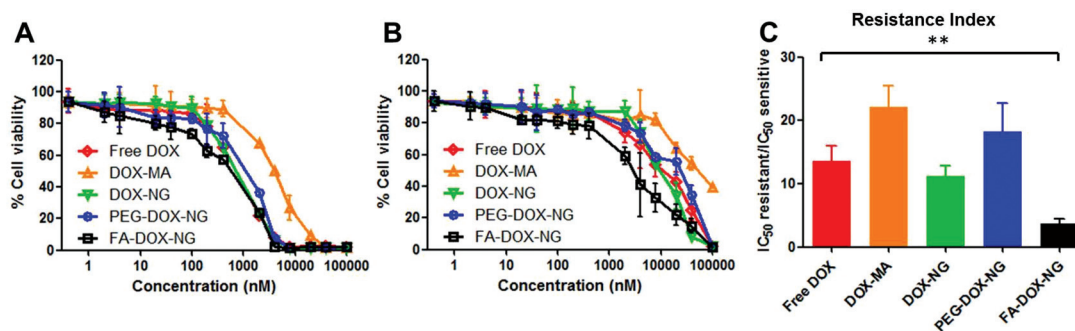 A
120
100
80
60
40
20
0
% Cell viability
Free DOX
DOX-MA
DOX-NG
PEG-DOX-NG
FA-DOX-NG
1 10 100 1000 10000 100000
Concentration (nM)
B
120
100
80
60
40
20
0
% Cell viability
Free DOX
DOX-MA
DOX-NG
PEG-DOX-NG
FA-DOX-NG
1 10 100 1000 10000 100000
Concentration (nM)
C
Resistance Index
**
30
20
10
0
IC50 resistant/IC50 sensitive
Free DOX
DOX-MA
DOX-NG
PEG-DOX-NG
FA-DOX-NG